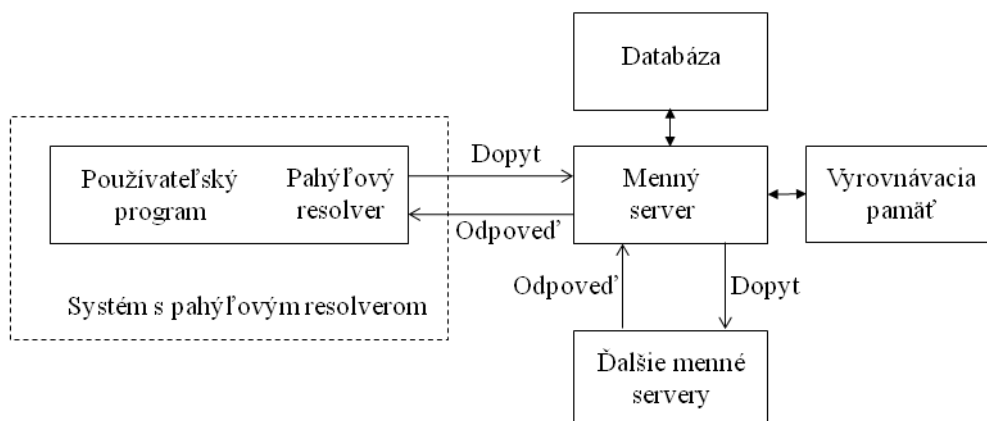 Databáza
Dopyt
Používateľský
program
Pahýľový
resolver
Menný
server
Vyrovnávacia
pamäť
Odpoveď
Odpoveď
Dopyt
Systém s pahýľovým resolverom
Ďalšie menné
servery